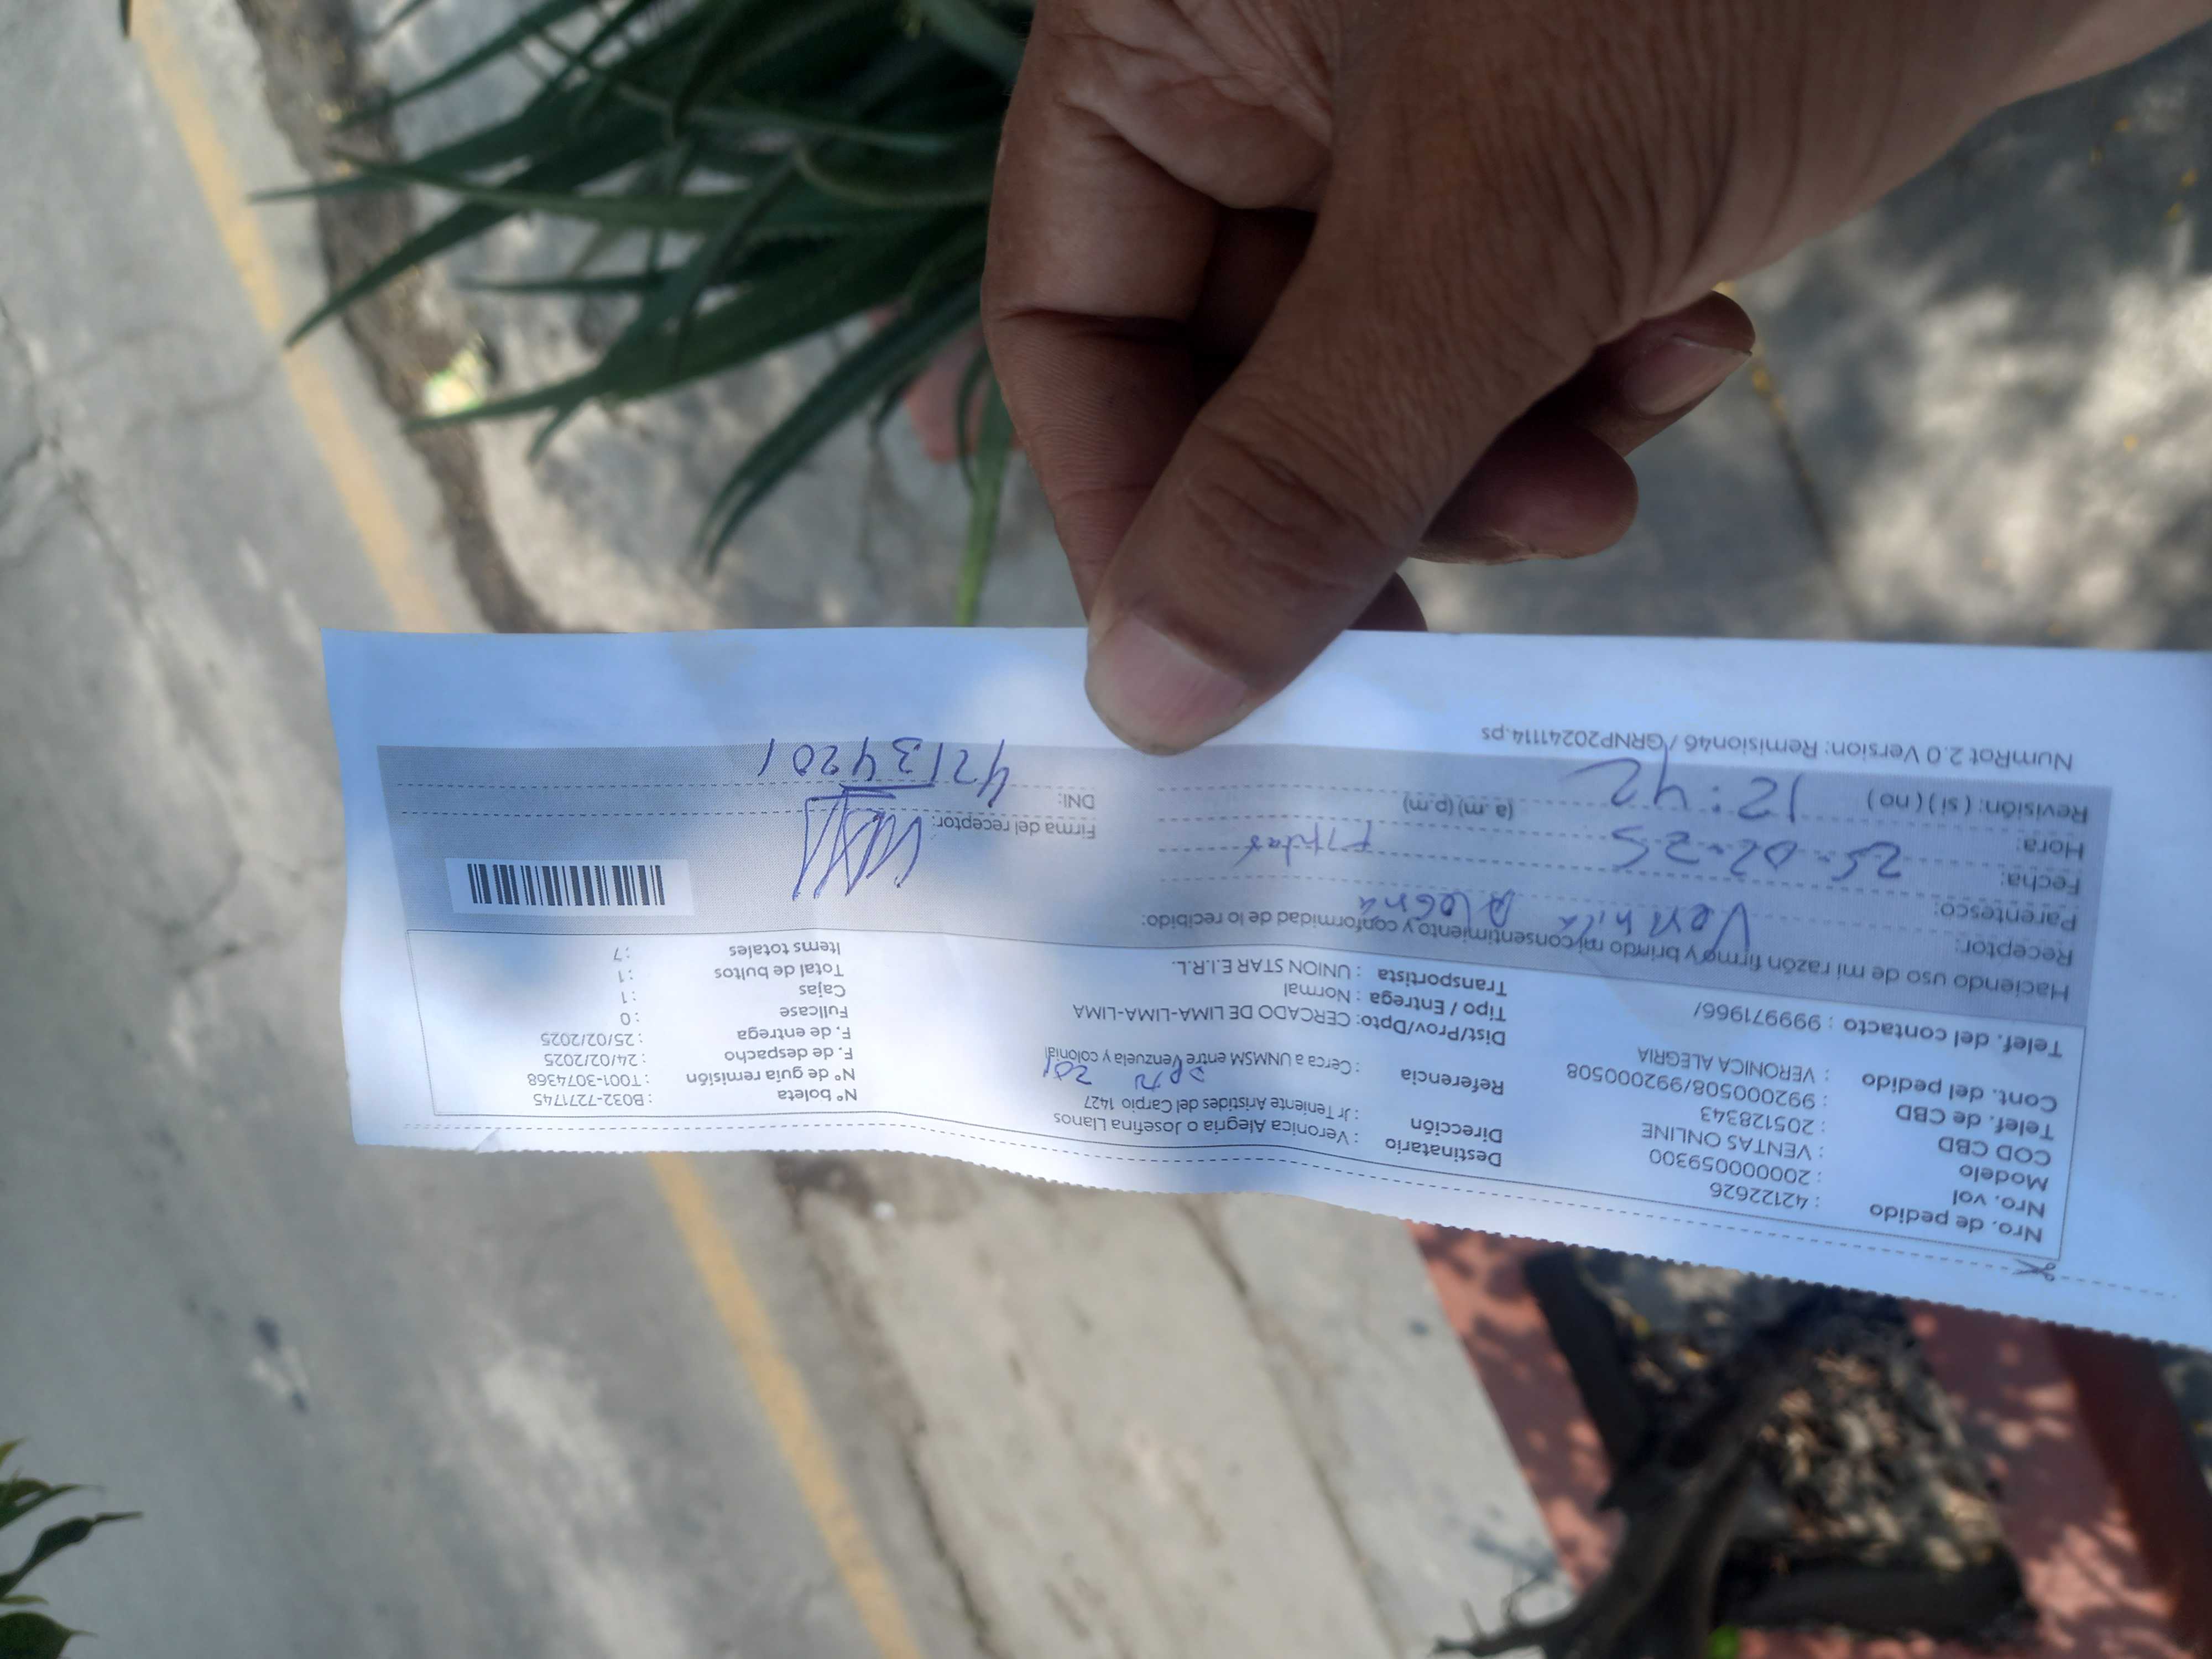 Nro. de pedido : 42122626
Nro. vol : 20000059300
Modelo : VENTAS ONLINE
COD CBD : 205128343
Telef. de CBD : 992000508/992000508
Cont. del pedido : VERONICA ALEGRIA
Telef. del contacto : 999971966/
Destinatario : Veronica Alegria o Josefina Llanos
Dirección : Jr Teniente Aristides del Carpio 1427
DPTO 201
Referencia : Cerca a UNMSM entre Venzuela y colonial
Dist/Prov/Dpto: CERCADO DE LIMA-LIMA-LIMA
Tipo / Entrega : Normal
Transportista : UNION STAR E.I.R.L.
N° boleta : B032-7271745
N° de guía remisión : T001-3074368
F. de despacho : 24/02/2025
F. de entrega : 25/02/2025
Fullcase : 0
Cajas : 1
Total de bultos : 1
Items totales : 7
Haciendo uso de mi razón firmo y brindo mi consentimiento y conformidad de lo recibido:
Receptor: Alegria
Parentesco:
Fecha: 25-02-25
Hora: 12:42 (a.m) (p.m)
Revisión: ( si ) ( no )
Firma del receptor:
DNI: 42134201
NumRot 2.0 Version: Remision46 / GRNP20241114.ps